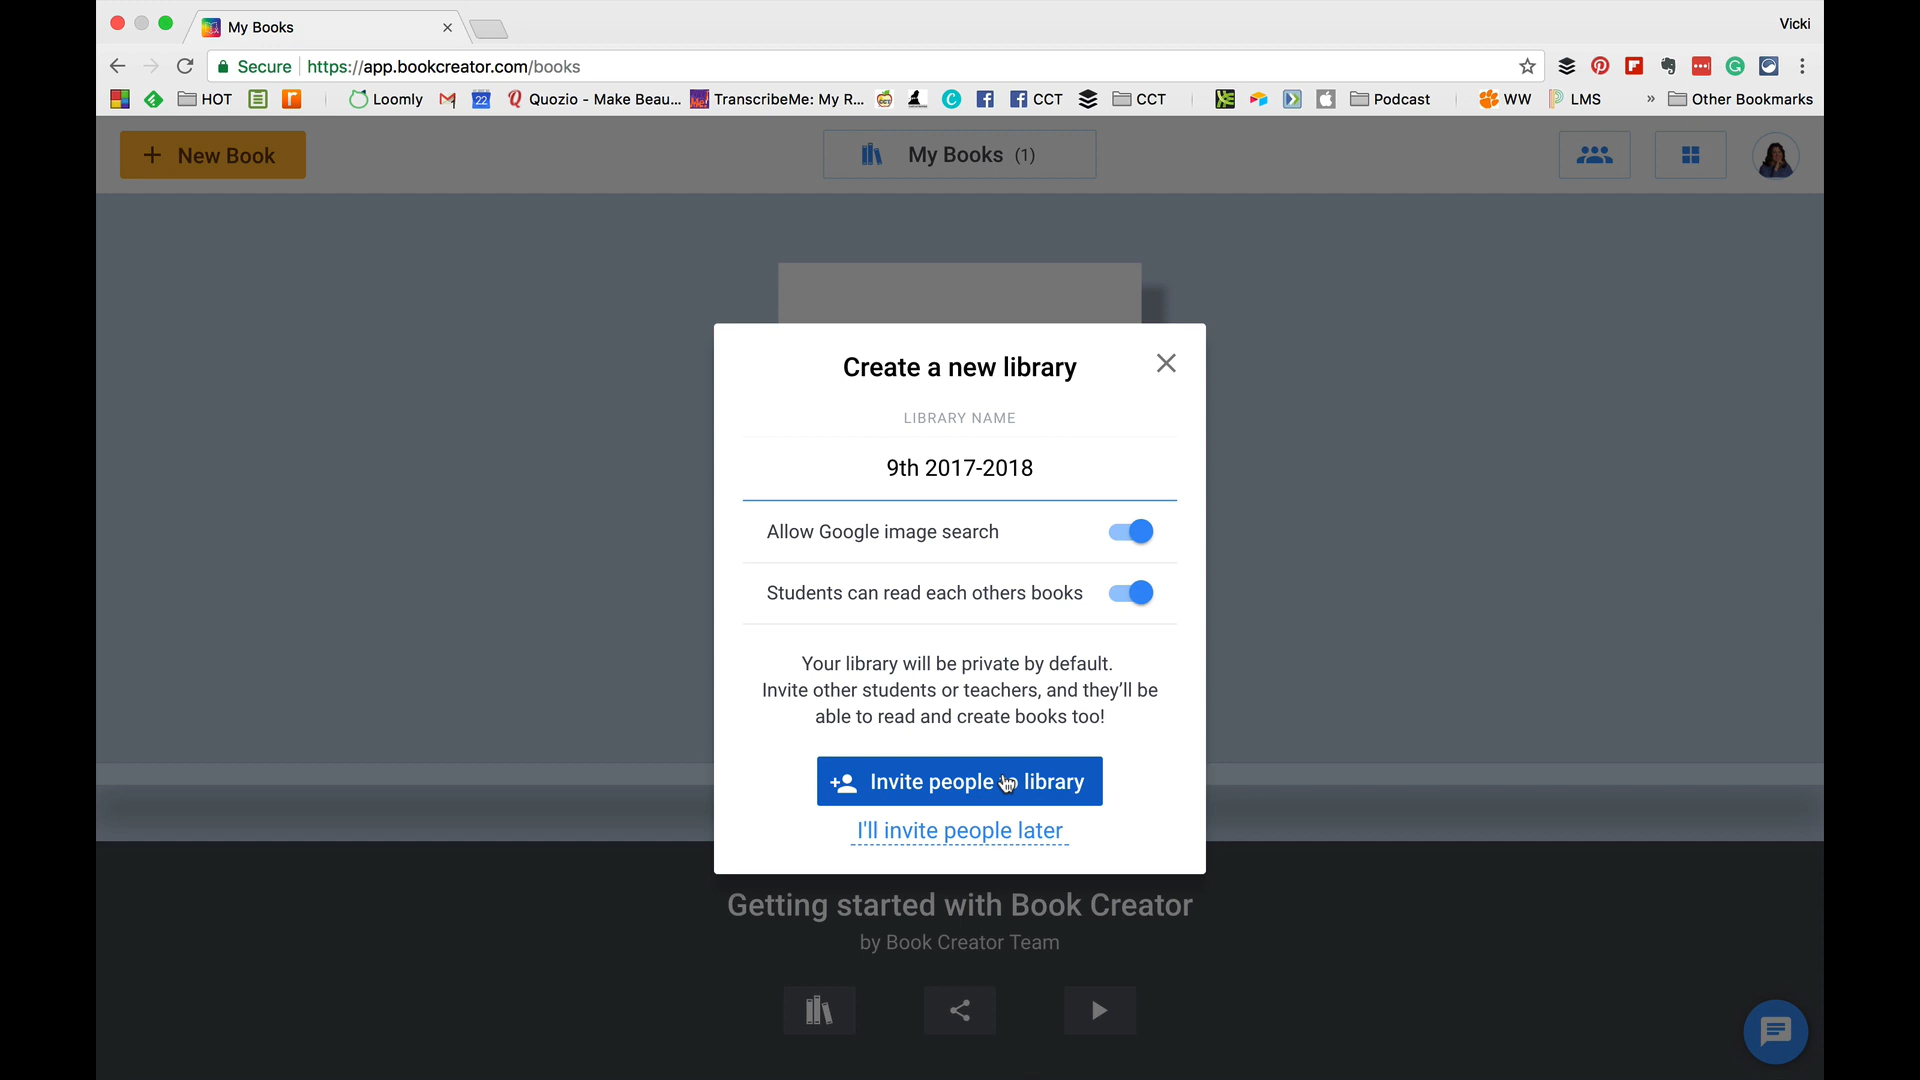 My Books
Vicki
Secure
https://app.bookcreator.com/books
HOT
Loomly
22
Quozio - Make Beau...
TranscribeMe: My R...
CCT
CCT
Podcast
WW
LMS
»
Other Bookmarks
+ New Book
My Books (1)
Create a new library
LIBRARY NAME
9th 2017-2018
Allow Google image search
Students can read each others books
Your library will be private by default.
Invite other students or teachers, and they'll be
able to read and create books too!
Invite people library
I'll invite people later
Getting started with Book Creator
by Book Creator Team